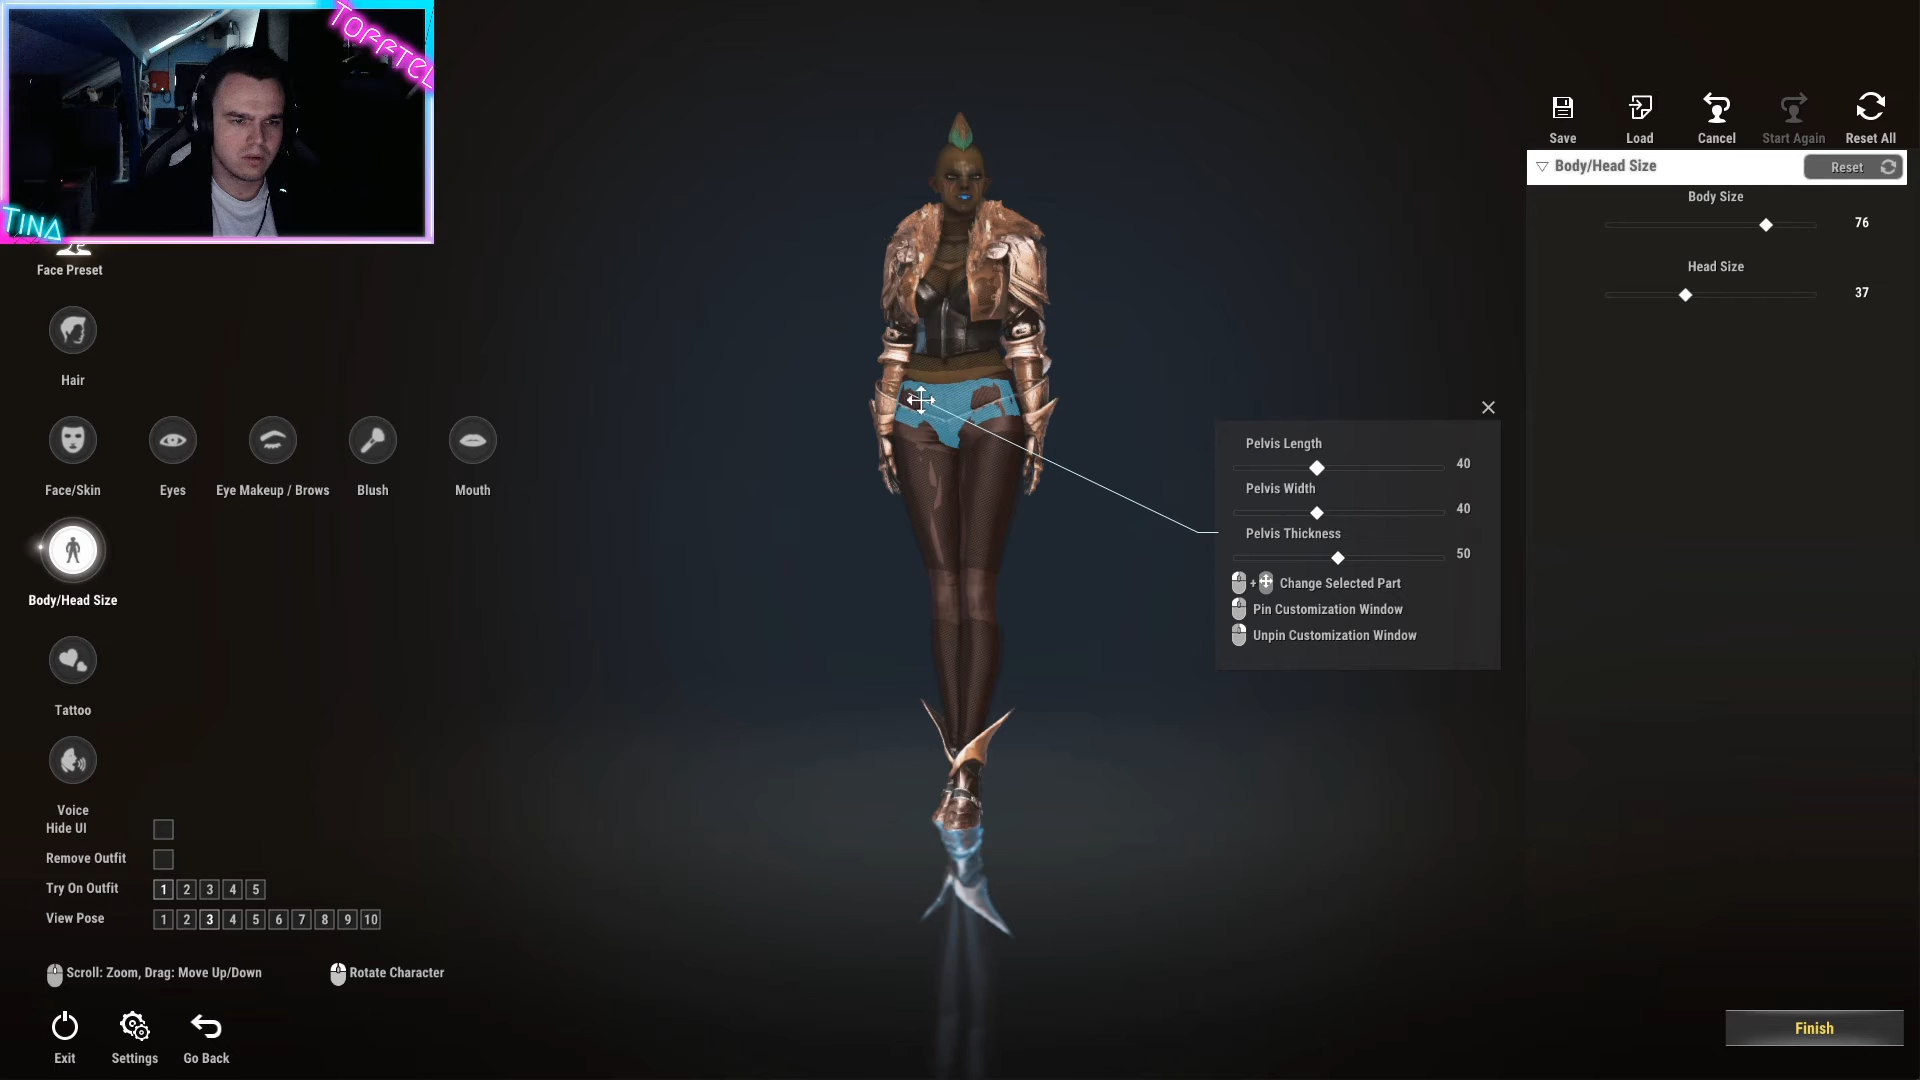 TOFFTEL
TINA
Face Preset
Hair
Face/Skin
Eyes
Eye Makeup / Brows
Blush
Mouth
Body/Head Size
Tattoo
Voice
Hide UI
Remove Outfit
Try On Outfit 1 2 3 4 5
View Pose 1 2 3 4 5 6 7 8 9 10
Scroll: Zoom, Drag: Move Up/Down
Rotate Character
Exit
Settings
Go Back
Pelvis Length
40
Pelvis Width
40
Pelvis Thickness
50
+ Change Selected Part
Pin Customization Window
Unpin Customization Window
Save
Load
Cancel
Start Again
Reset All
Body/Head Size
Reset
Body Size
76
Head Size
37
Finish